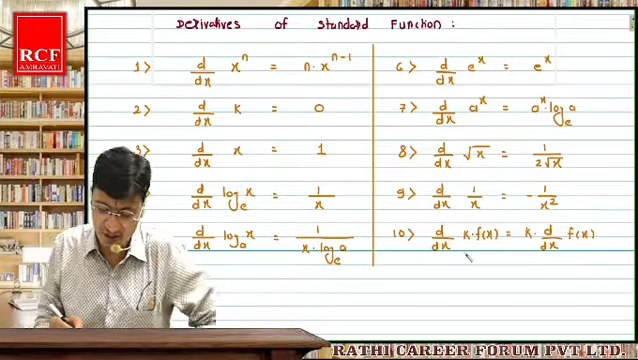 Derivatives of Standard Function :
RCF
AMRAVATI
1> d/dx x^n = n·x^(n-1)
2> d/dx k = 0
3> d/dx x = 1
d/dx log_e x = 1/x
d/dx log_a x = 1/(x·log_e a)
6> d/dx e^x = e^x
7> d/dx a^x = a^x·log_e a
8> d/dx √x = 1/(2√x)
9> d/dx 1/x = -1/x²
10> d/dx k·f(x) = k·d/dx f(x)
RATHI CAREER FORUM PVT LTD.